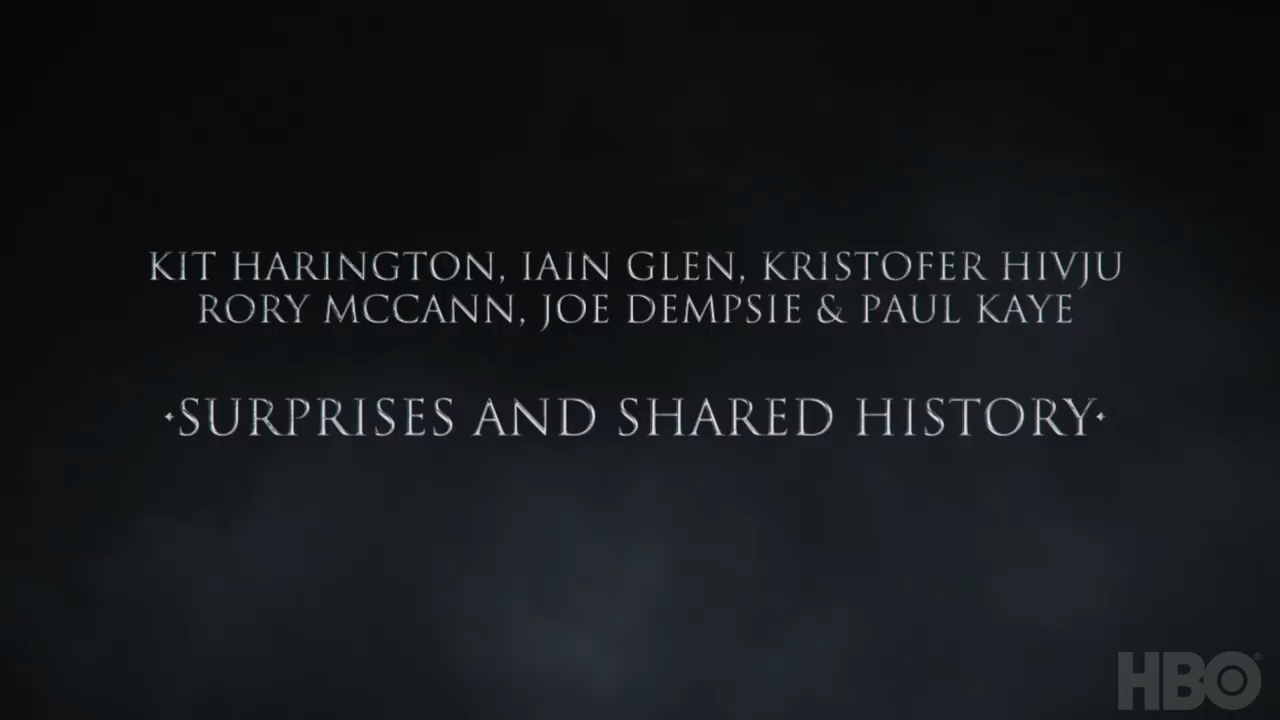 KIT HARINGTON, IAIN GLEN, KRISTOFER HIVJU
RORY MCCANN, JOE DEMPSIE & PAUL KAYE
·SURPRISES AND SHARED HISTORY·
HBO®